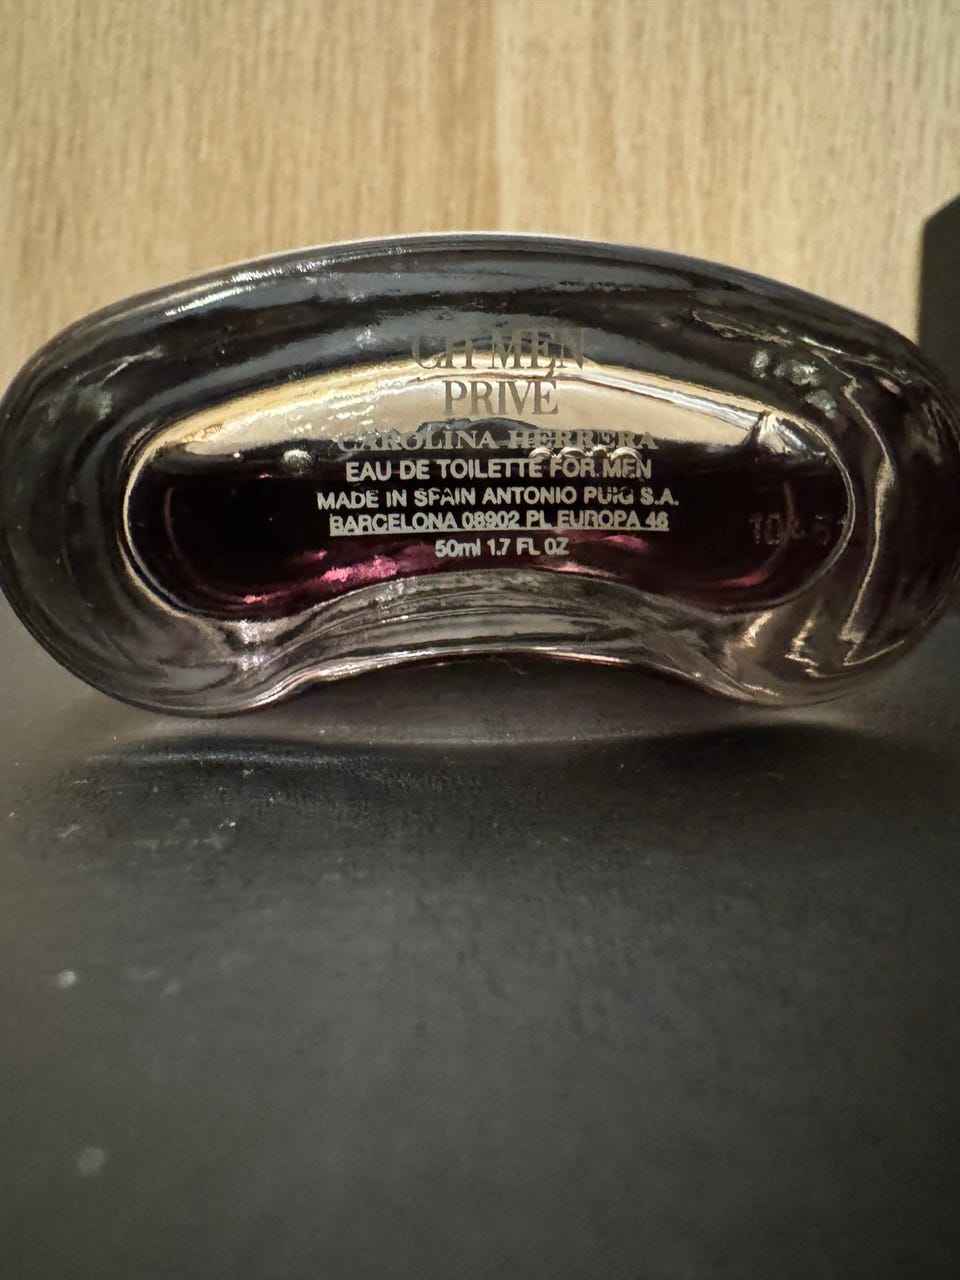 CH MEN
PRIVÉ
CAROLINA HERRERA
EAU DE TOILETTE FOR MEN
MADE IN SPAIN ANTONIO PUIG S.A.
BARCELONA 08902 PL EUROPA 46
50ml 1.7 FL OZ